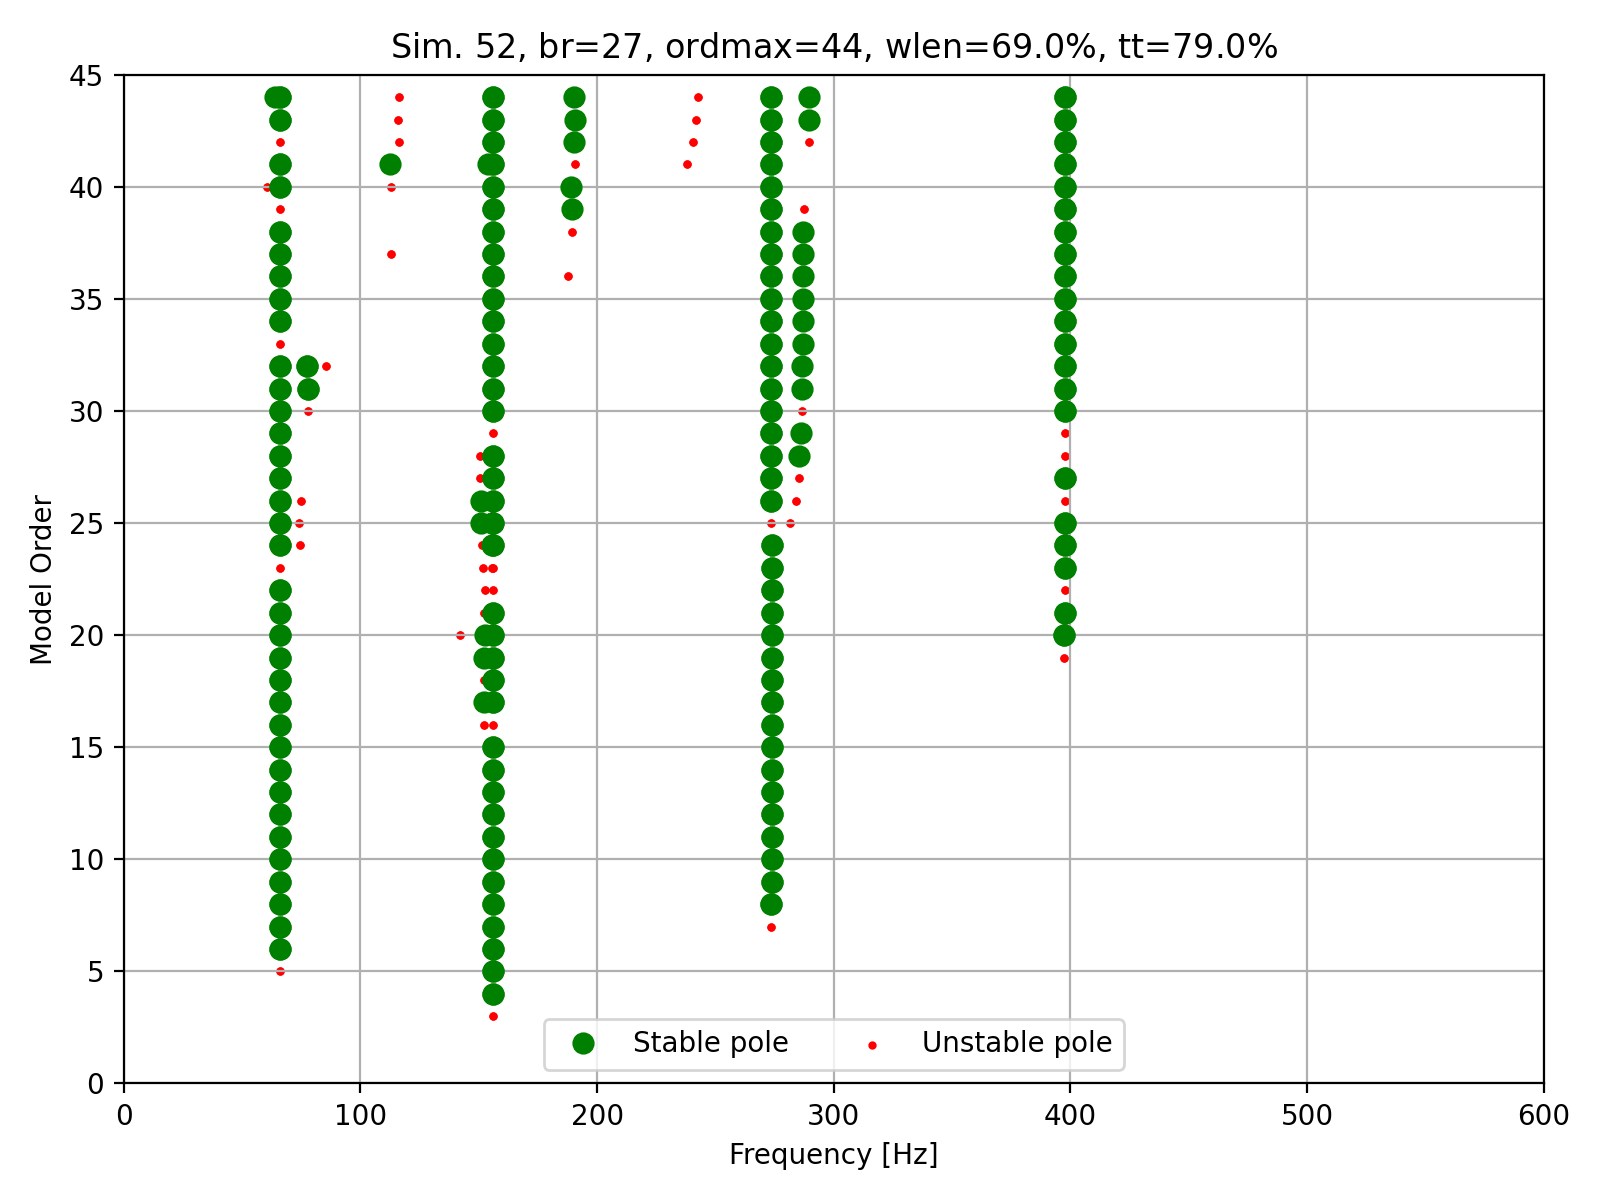 Sim. 52, br=27, ordmax=44, wlen=69.0%, tt=79.0%
45
40
35
30
25
20
15
10
5
0
Model Order
Stable pole Unstable pole
0 100 200 300 400 500 600
Frequency [Hz]